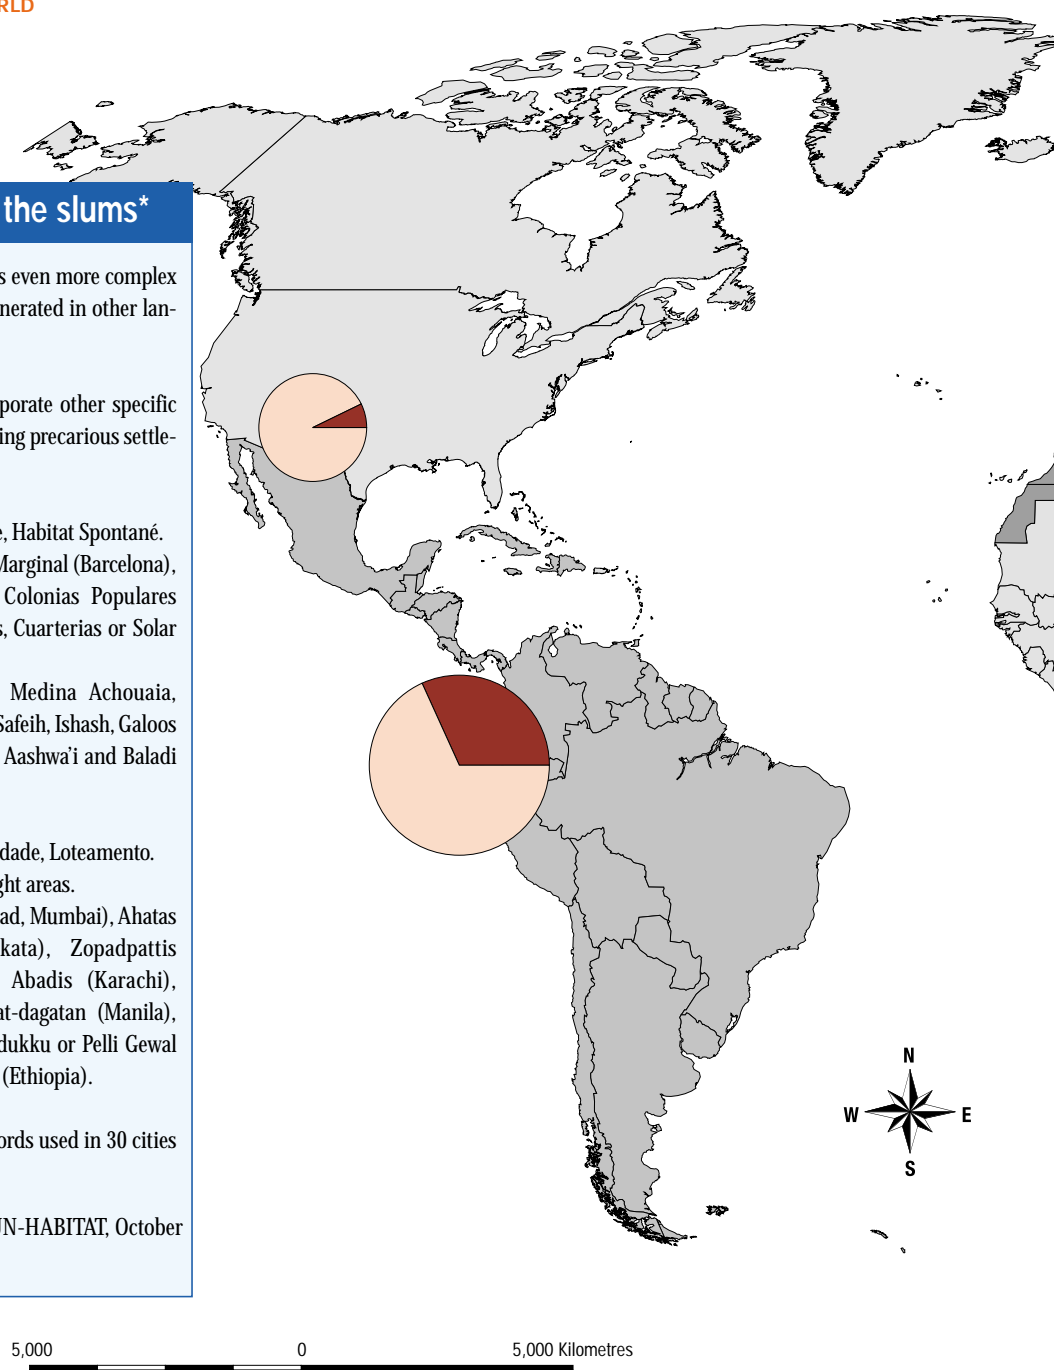 RLD
the slums*
s even more complex
nerated in other lan-
porate other specific
ing precarious settle-
e, Habitat Spontané.
Marginal (Barcelona),
Colonias Populares
s, Cuarterias or Solar
Medina Achouaia,
Safeih, Ishash, Galoos
Aashwa'i and Baladi
dade, Loteamento.
ght areas.
ad, Mumbai), Ahatas
kata), Zopadpattis
Abadis (Karachi),
at-dagatan (Manila),
dukku or Pelli Gewal
(Ethiopia).
ords used in 30 cities
UN-HABITAT, October
N
W E
S
5,000 0 5,000 Kilometres